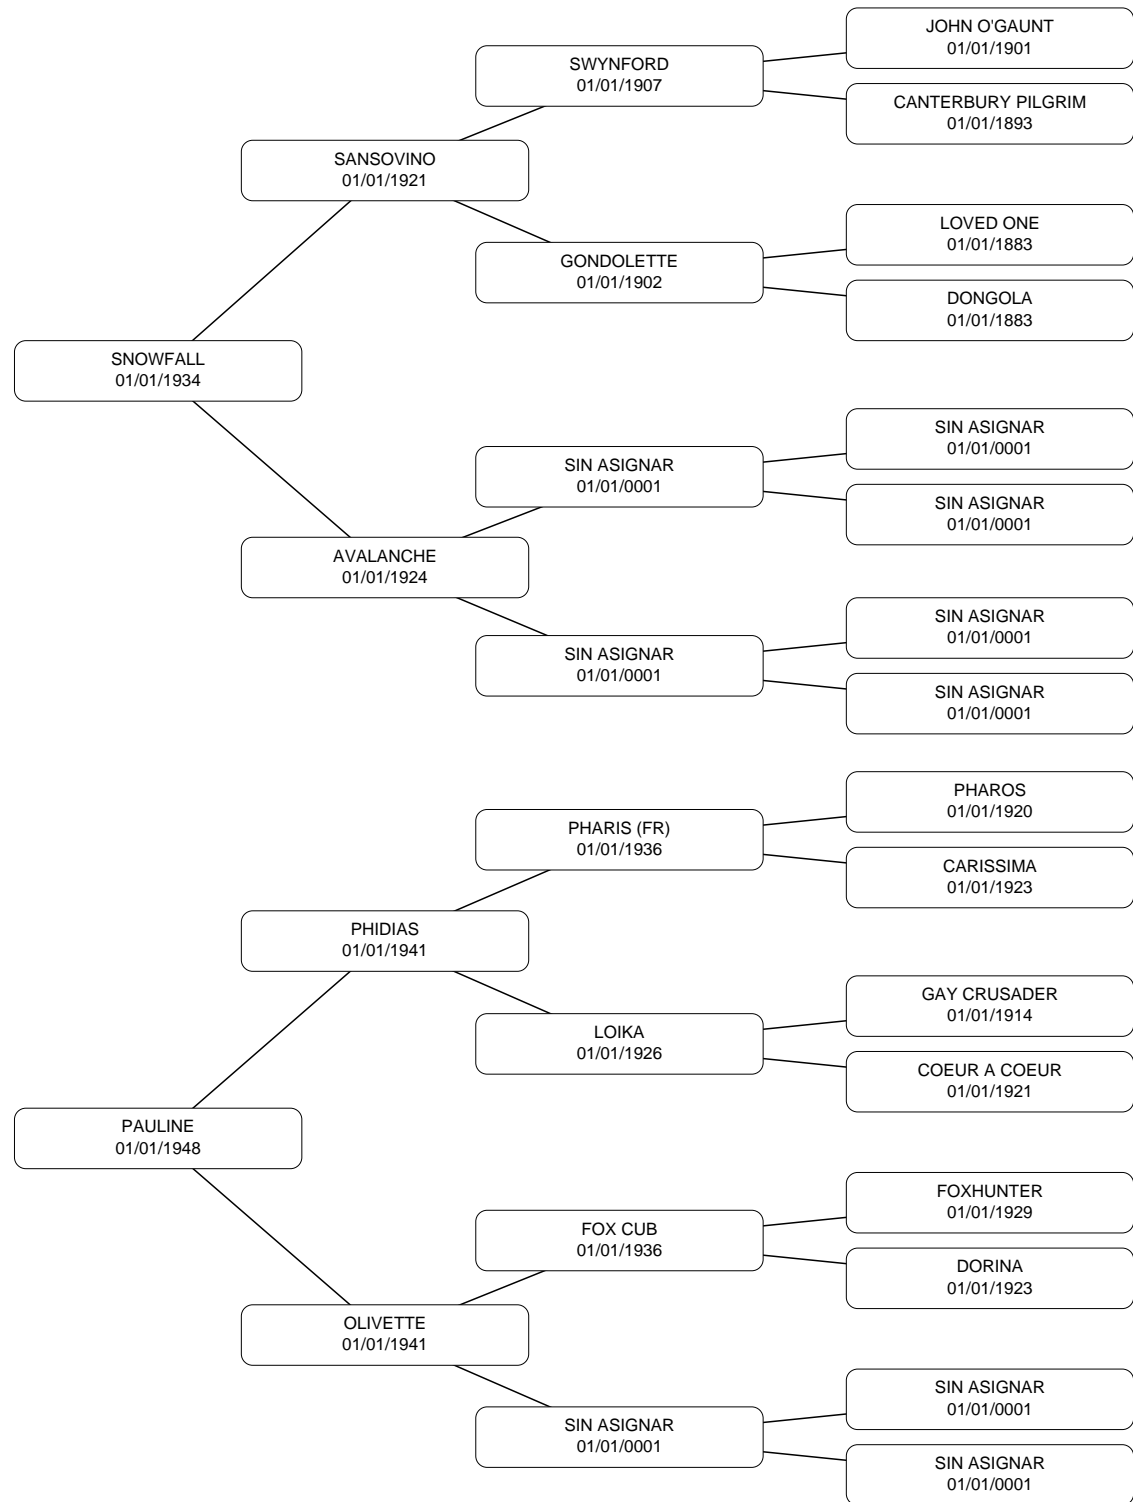 JOHN O'GAUNT
01/01/1901
SWYNFORD
01/01/1907
CANTERBURY PILGRIM
01/01/1893
SANSOVINO
01/01/1921
LOVED ONE
01/01/1883
GONDOLETTE
01/01/1902
DONGOLA
01/01/1883
SNOWFALL
01/01/1934
SIN ASIGNAR
01/01/0001
SIN ASIGNAR
01/01/0001
SIN ASIGNAR
01/01/0001
AVALANCHE
01/01/1924
SIN ASIGNAR
01/01/0001
SIN ASIGNAR
01/01/0001
SIN ASIGNAR
01/01/0001
PHAROS
01/01/1920
PHARIS (FR)
01/01/1936
CARISSIMA
01/01/1923
PHIDIAS
01/01/1941
GAY CRUSADER
01/01/1914
LOIKA
01/01/1926
COEUR A COEUR
01/01/1921
PAULINE
01/01/1948
FOXHUNTER
01/01/1929
FOX CUB
01/01/1936
DORINA
01/01/1923
OLIVETTE
01/01/1941
SIN ASIGNAR
01/01/0001
SIN ASIGNAR
01/01/0001
SIN ASIGNAR
01/01/0001